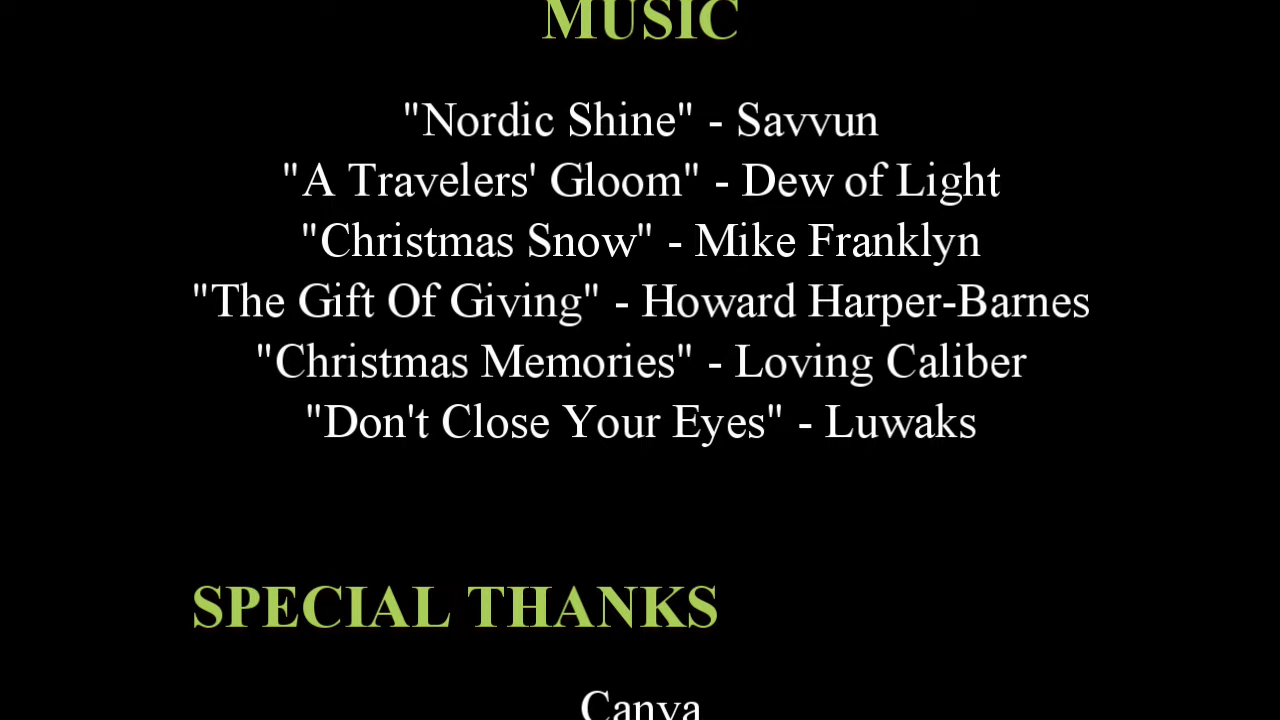 MUSIC
"Nordic Shine" - Savvun
"A Travelers' Gloom" - Dew of Light
"Christmas Snow" - Mike Franklyn
"The Gift Of Giving" - Howard Harper-Barnes
"Christmas Memories" - Loving Caliber
"Don't Close Your Eyes" - Luwaks
SPECIAL THANKS
Canva